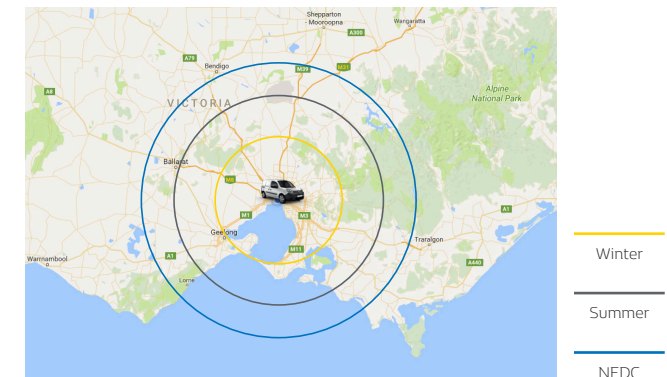 Shepparton
- Mooroopna
Wangaratta
A300
A79
Bendigo
M39
M31
A8
VICTORIA
Alpine
National Park
Ballarat
M8
M1
M3
A1
Geelong
Traralgon
M11
A1
A440
Warrnambool
Lorne
Winter
Summer
NEDC